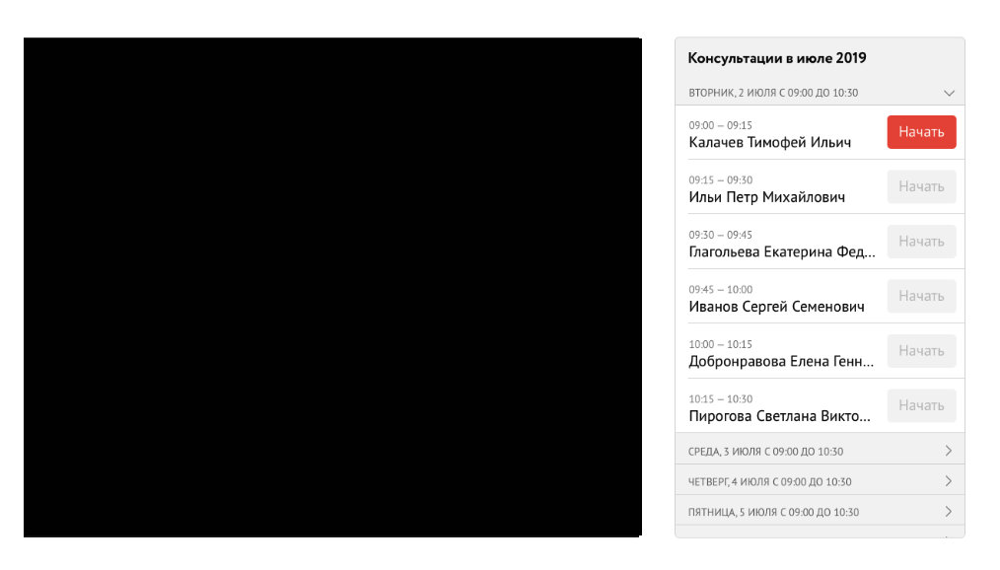 Консультации в июле 2019
ВТОРНИК, 2 ИЮЛЯ С 09:00 ДО 10:30
09:00 — 09:15
Калачев Тимофей Ильич
Начать
09:15 — 09:30
Ильи Петр Михайлович
Начать
09:30 — 09:45
Глагольева Екатерина Фед...
Начать
09:45 — 10:00
Иванов Сергей Семенович
Начать
10:00 — 10:15
Добронравова Елена Генн...
Начать
10:15 — 10:30
Пирогова Светлана Викто...
Начать
СРЕДА, 3 ИЮЛЯ С 09:00 ДО 10:30
ЧЕТВЕРГ, 4 ИЮЛЯ С 09:00 ДО 10:30
ПЯТНИЦА, 5 ИЮЛЯ С 09:00 ДО 10:30